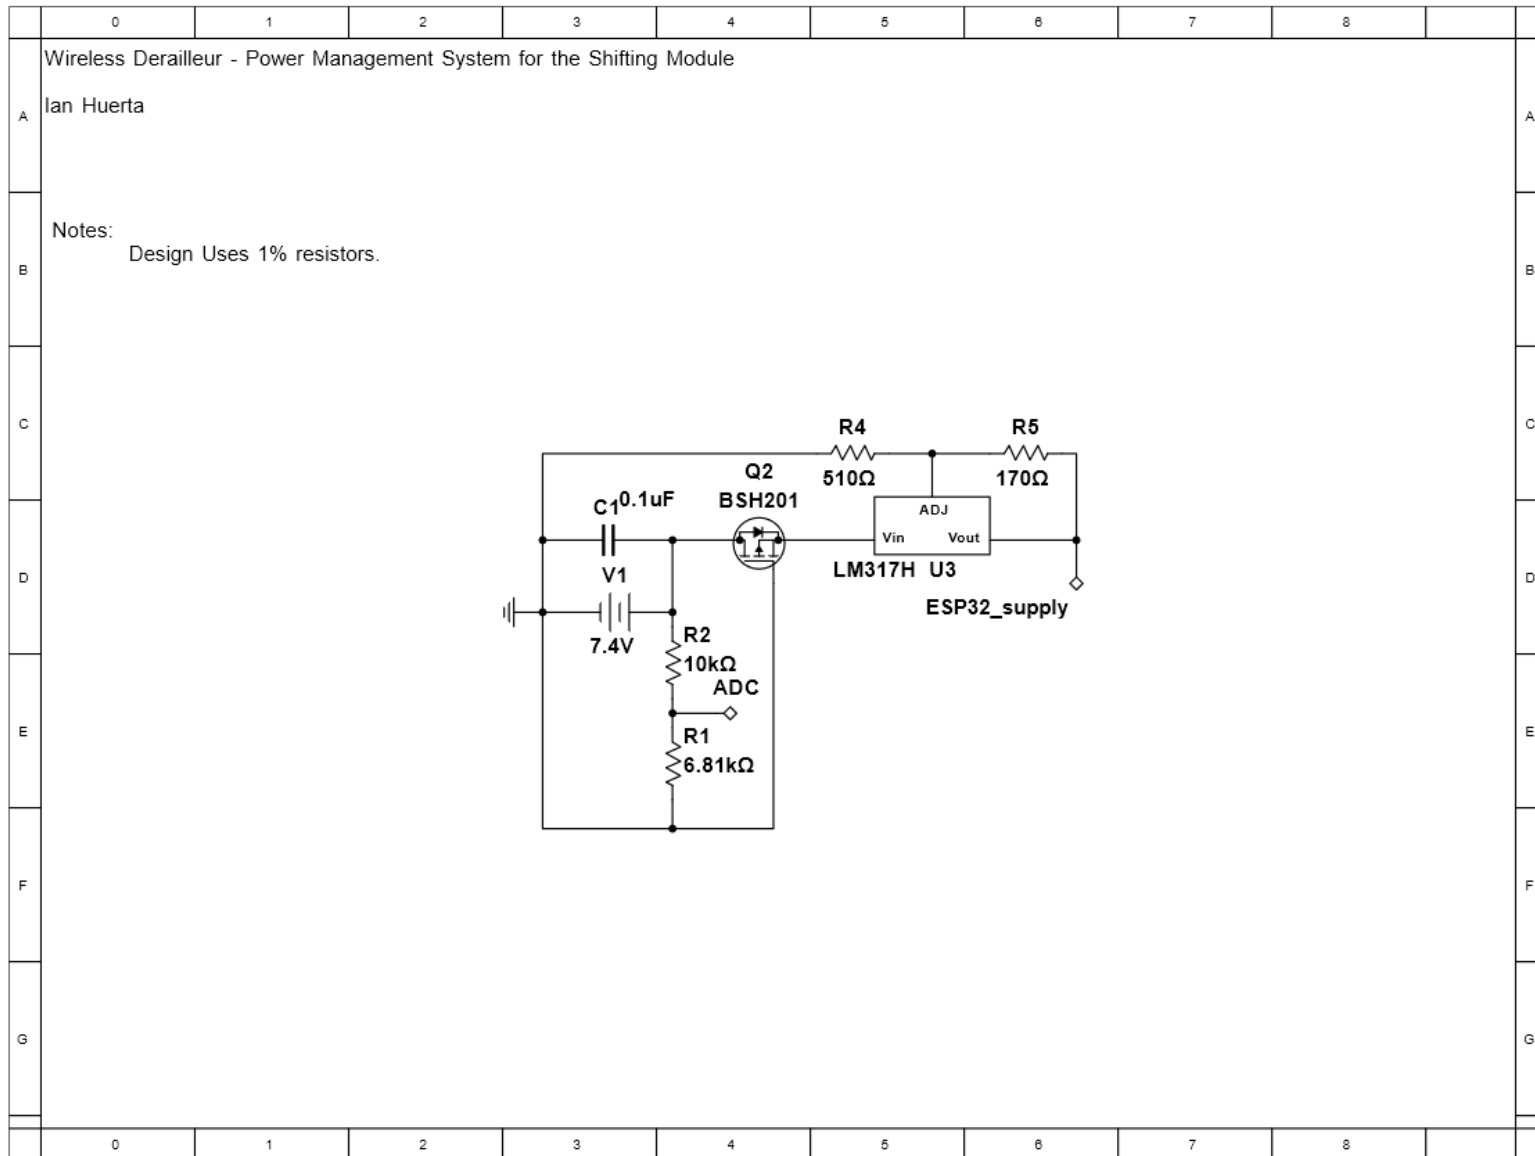 0 1 2 3 4 5 6 7 8
Wireless Derailleur - Power Management System for the Shifting Module
A Ian Huerta A
Notes:
Design Uses 1% resistors.
B B
C C
R4 R5
510Ω 170Ω
Q2
BSH201
C1 0.1uF
ADJ
Vin Vout
LM317H U3
V1
7.4V
D D
ESP32_supply
R2
10kΩ
ADC
E E
R1
6.81kΩ
F F
G G
0 1 2 3 4 5 6 7 8